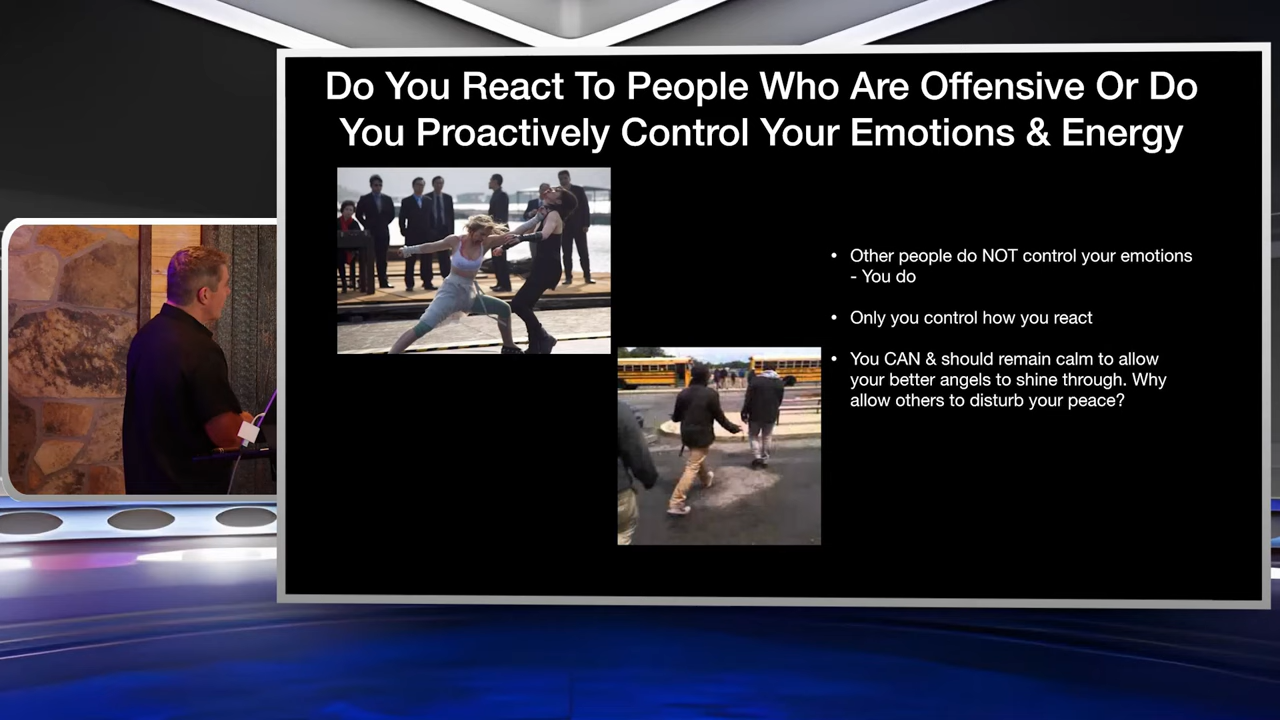 Do You React To People Who Are Offensive Or Do
You Proactively Control Your Emotions & Energy
• Other people do NOT control your emotions
- You do
• Only you control how you react
• You CAN & should remain calm to allow
your better angels to shine through. Why
allow others to disturb your peace?